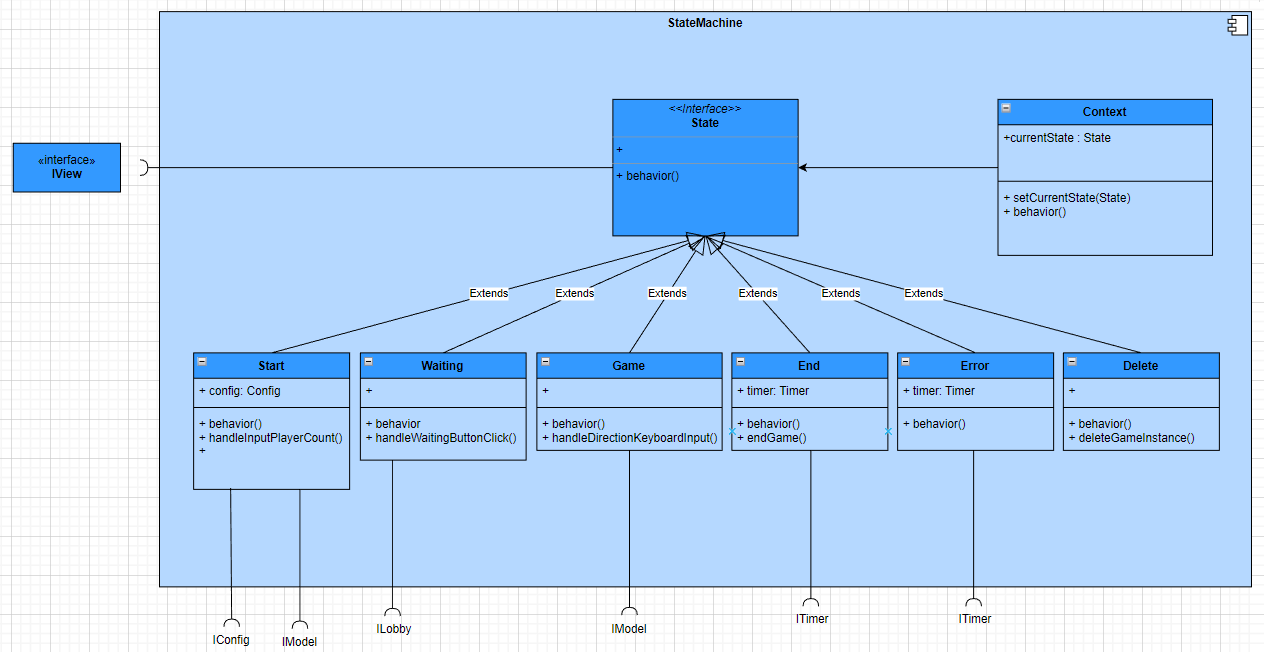 StateMachine
<<Interface>>
State
+
+ behavior()
Context
+currentState : State
+ setCurrentState(State)
+ behavior()
«interface»
IView
Extends
Extends
Extends
Extends
Extends
Extends
Start
+ config: Config
+ behavior()
+ handleInputPlayerCount()
+
Waiting
+
+ behavior
+ handleWaitingButtonClick()
Game
+
+ behavior()
+ handleDirectionKeyboardInput()
End
+ timer: Timer
+ behavior()
+ endGame()
Error
+ timer: Timer
+ behavior()
Delete
+
+ behavior()
+ deleteGameInstance()
IConfig
IModel
ILobby
IModel
ITimer
ITimer